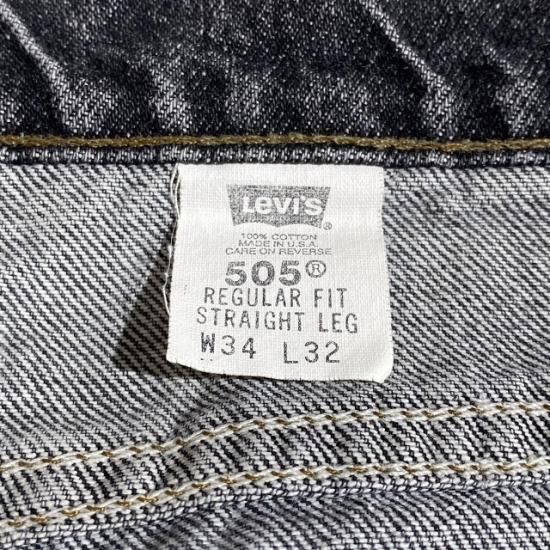 Levi's ®
100% COTTON
MADE IN U.S.A.
CARE ON REVERSE
505®
REGULAR FIT
STRAIGHT LEG
W34 L32